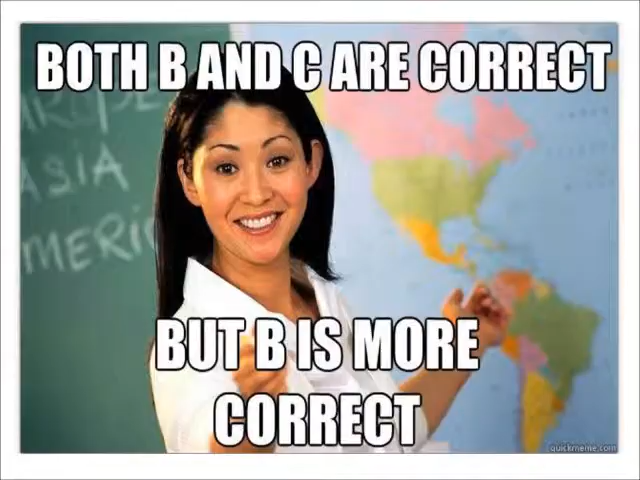 BOTH B AND C ARE CORRECT
ASIA
BUT B IS MORE
CORRECT
quickmeme.com